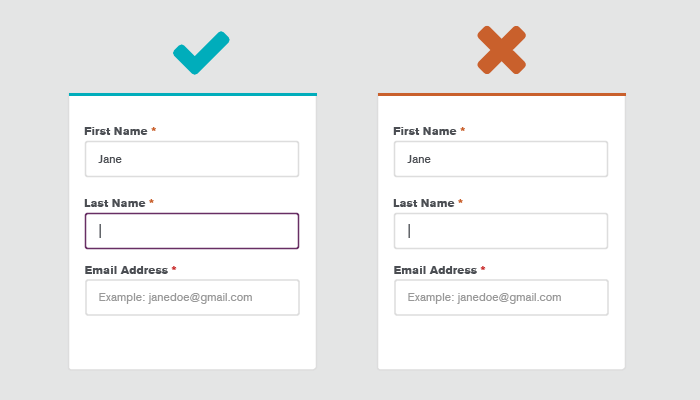 First Name *
Jane
Last Name *
Email Address *
Example: janedoe@gmail.com
First Name *
Jane
Last Name *
Email Address *
Example: janedoe@gmail.com